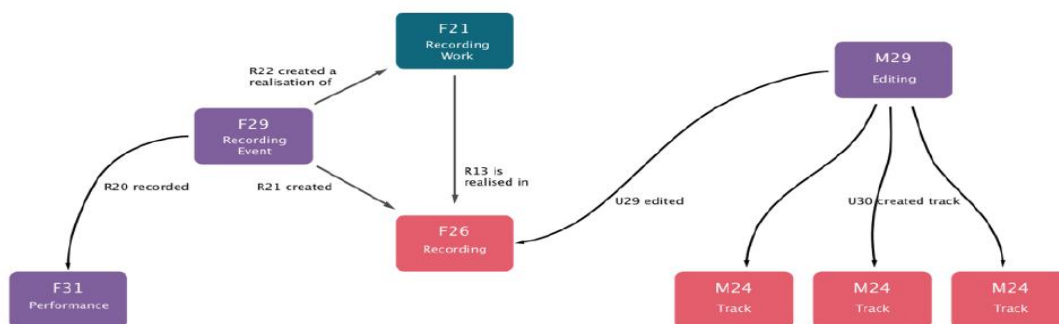 F21
Recording
Work
M29
Editing
R22 created a
realisation of
F29
Recording
Event
R20 recorded
R21 created
R13 is
realised in
U29 edited
U30 created track
F26
Recording
F31
Performance
M24
Track
M24
Track
M24
Track